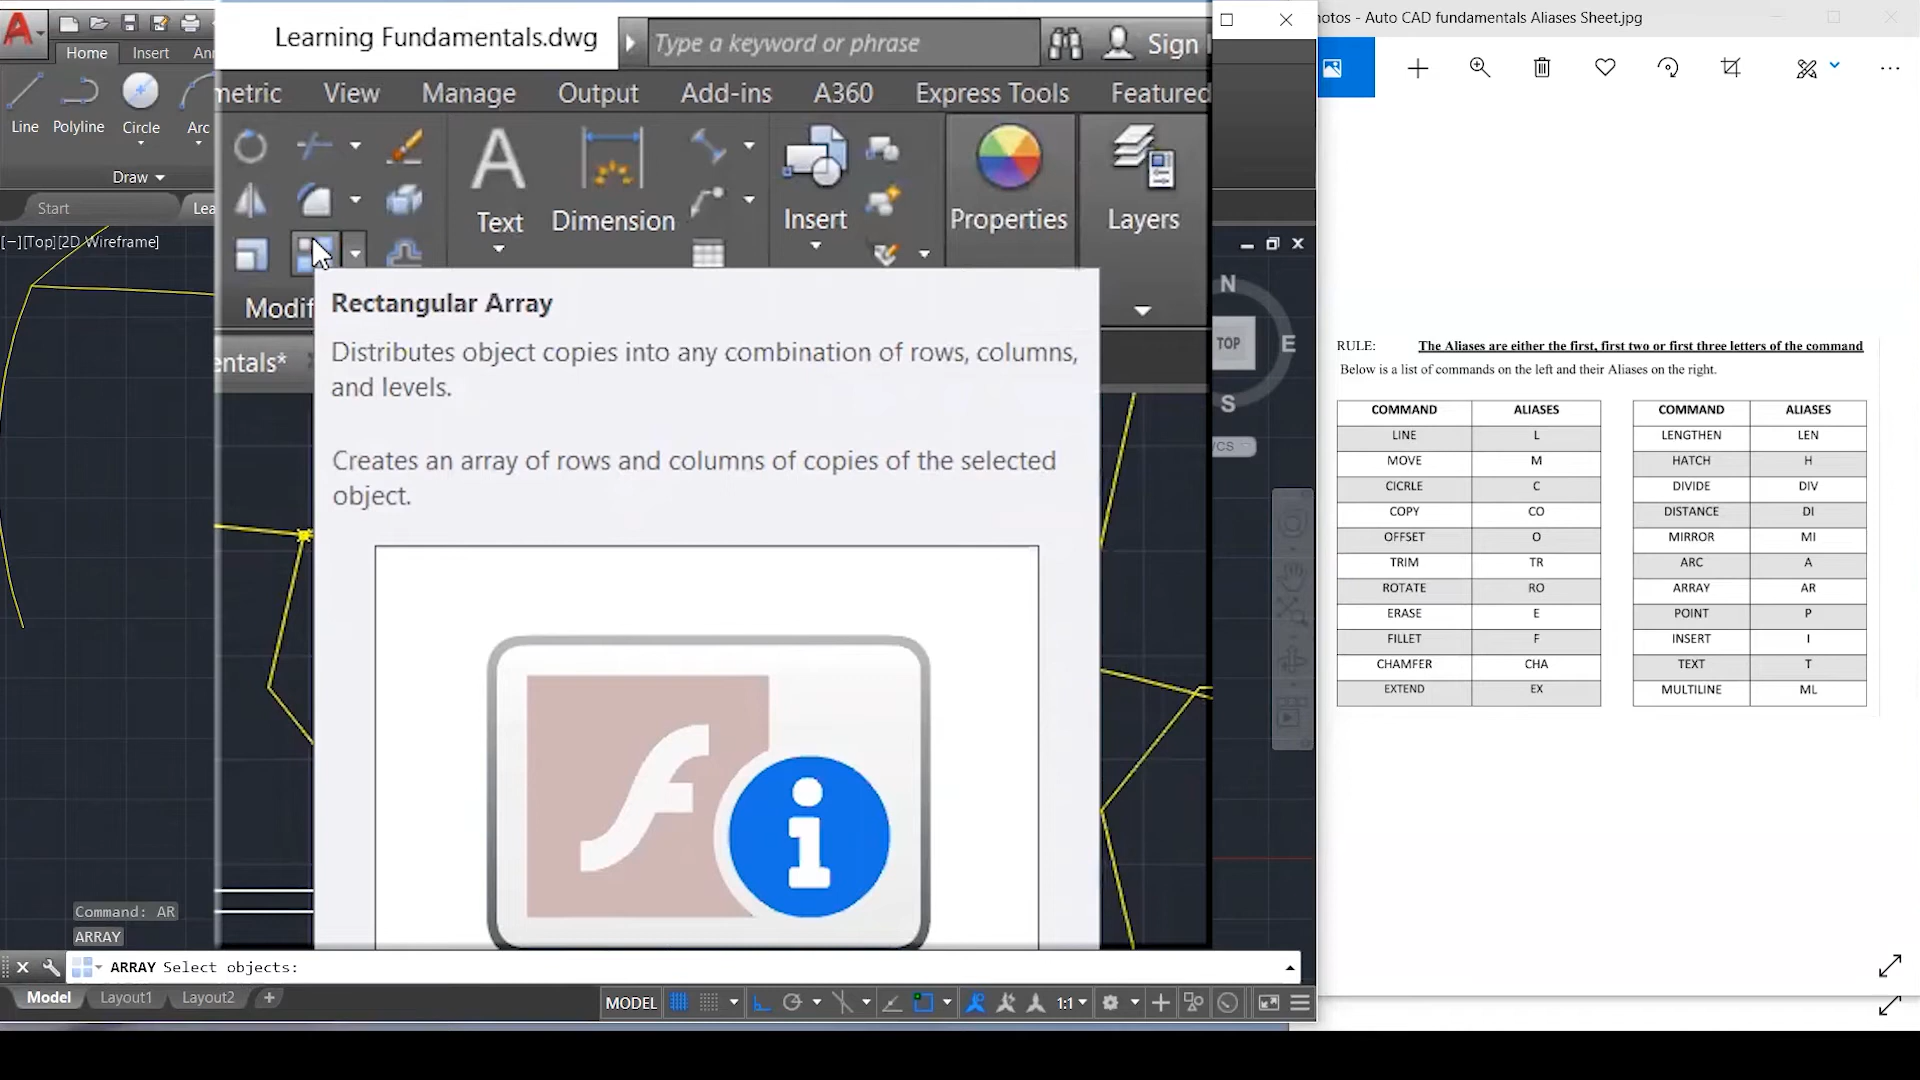 Learning Fundamentals.dwg
Type a keyword or phrase
Sign
hotos - Auto CAD fundamentals Aliases Sheet.jpg
Home
Insert
An
metric
View
Manage
Output
Add-ins
A360
Express Tools
Featured
Line
Polyline
Circle
Arc
Text
Dimension
Insert
Properties
Layers
Draw
Modif
Start
Lea
entals*
[−][Top][2D Wireframe]
Rectangular Array
Distributes object copies into any combination of rows, columns,
and levels.
Creates an array of rows and columns of copies of the selected
object.
N
TOP
E
S
RULE: The Aliases are either the first, first two or first three letters of the command
Below is a list of commands on the left and their Aliases on the right.
COMMAND ALIASES COMMAND ALIASES
LINE L LENGTHEN LEN
MOVE M HATCH H
CICRLE C DIVIDE DIV
COPY CO DISTANCE DI
OFFSET O MIRROR MI
TRIM TR ARC A
ROTATE RO ARRAY AR
ERASE E POINT P
FILLET F INSERT I
CHAMFER CHA TEXT T
EXTEND EX MULTILINE ML
Command: AR
ARRAY
ARRAY Select objects:
Model
Layout1
Layout2
MODEL
1:1